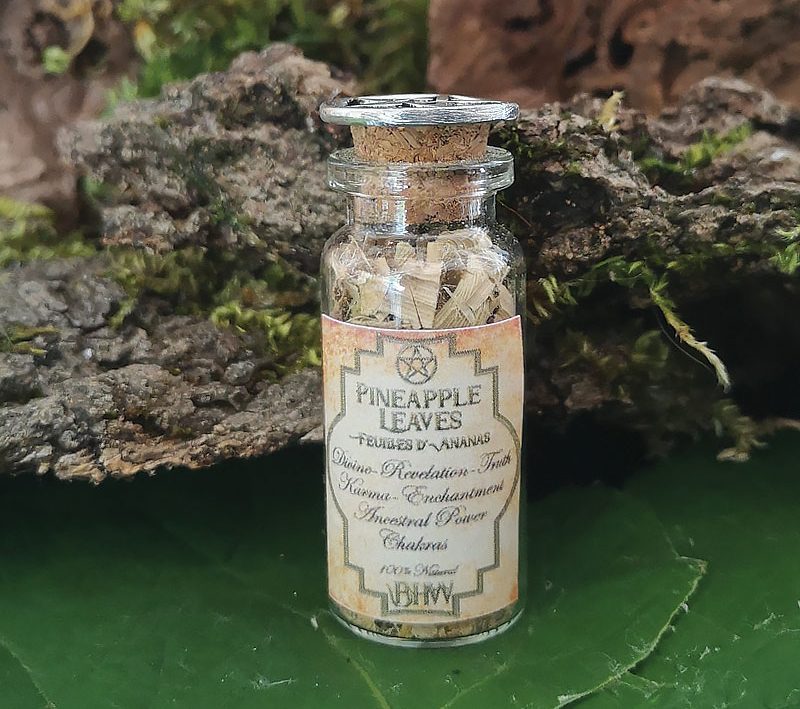 PINEAPPLE
LEAVES
FEUILLES D'ANANAS
Divine-Revelation-Truth
Karma-Enchantment
Ancestral Power
Chakras
100% Natural
BHW